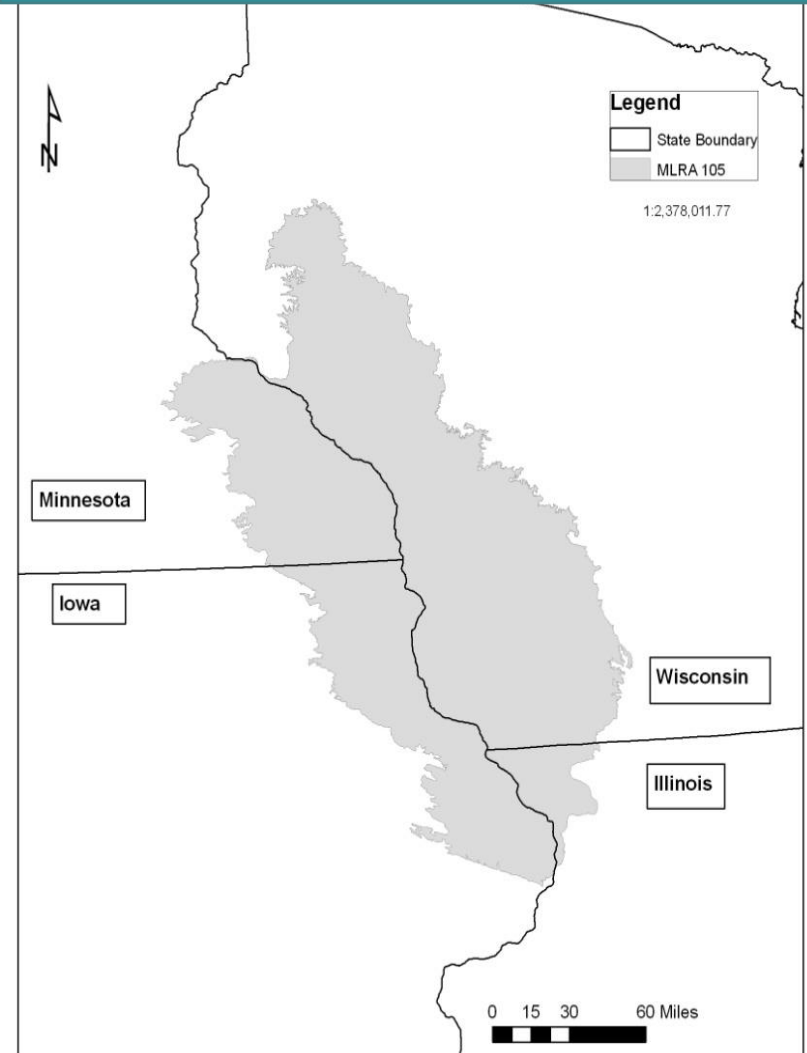 N
Legend
State Boundary
MLRA 105
1:2,378,011.77
Minnesota
Iowa
Wisconsin
Illinois
0 15 30 60 Miles